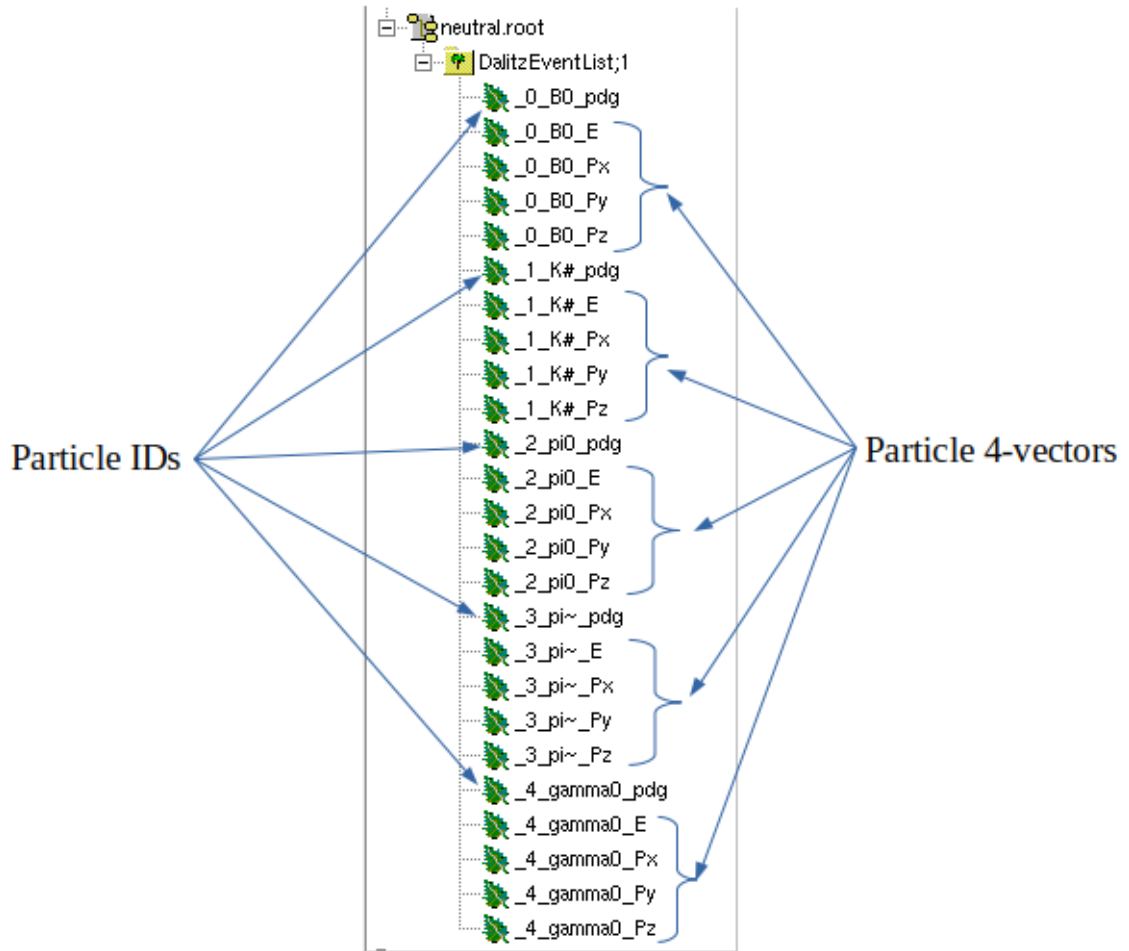 neutral.root
DalitzEventList;1
_0_B0_pdg
_0_B0_E
_0_B0_Px
_0_B0_Py
_0_B0_Pz
_1_K#_pdg
_1_K#_E
_1_K#_Px
_1_K#_Py
_1_K#_Pz
_2_pi0_pdg
_2_pi0_E
_2_pi0_Px
_2_pi0_Py
_2_pi0_Pz
_3_pi~_pdg
_3_pi~_E
_3_pi~_Px
_3_pi~_Py
_3_pi~_Pz
_4_gamma0_pdg
_4_gamma0_E
_4_gamma0_Px
_4_gamma0_Py
_4_gamma0_Pz
Particle IDs
Particle 4-vectors